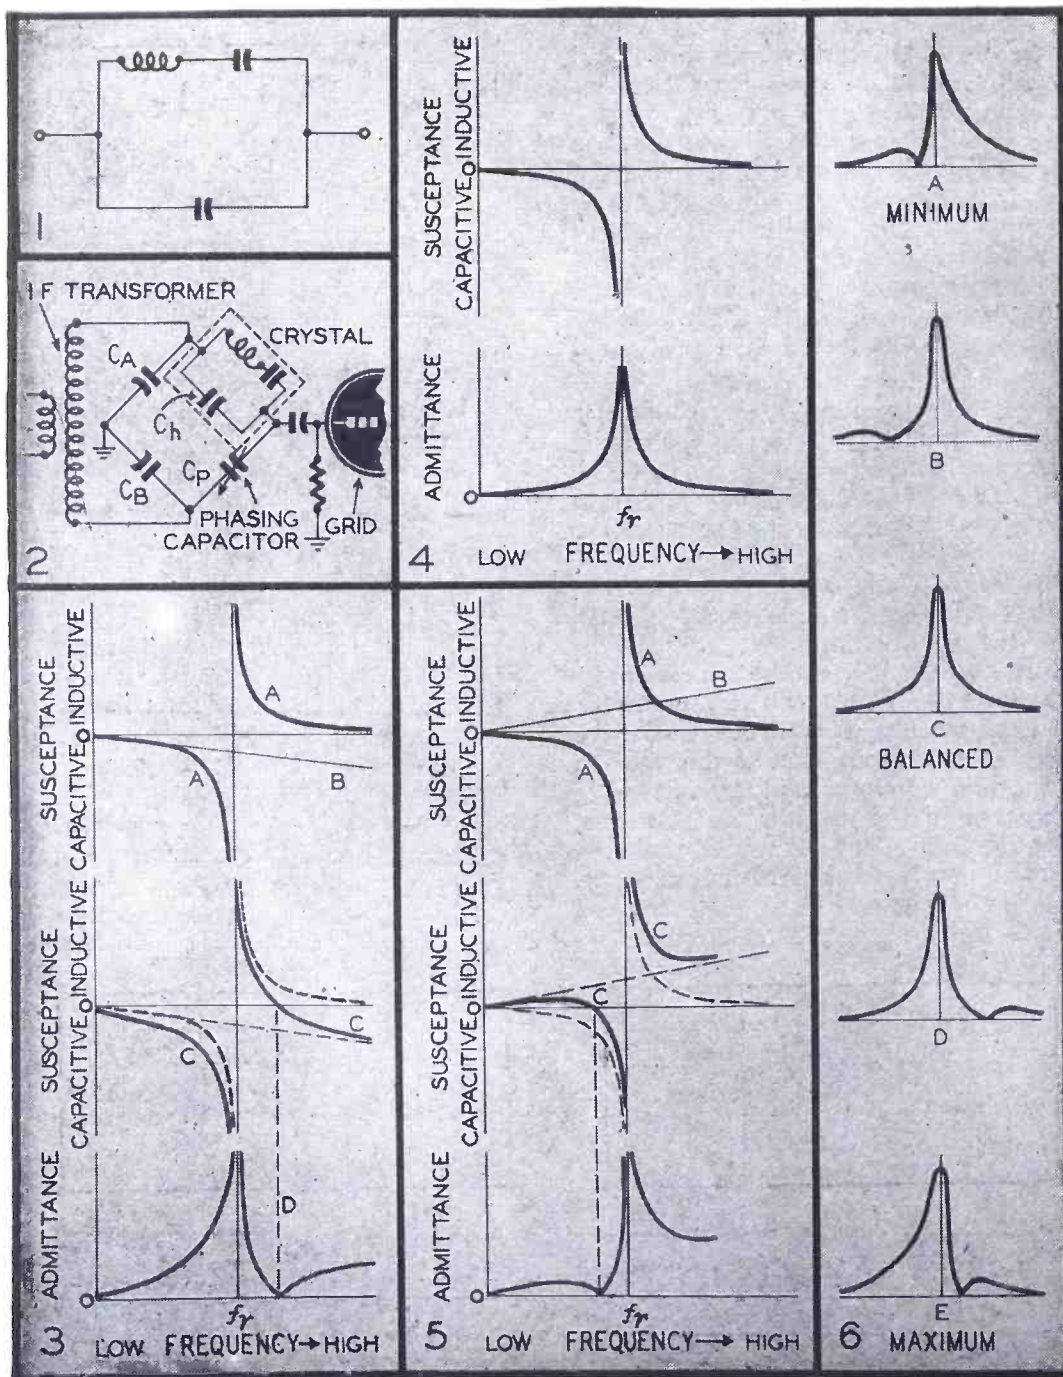 1
IF TRANSFORMER
CRYSTAL
CA
Ch
CB
CP
PHASING
CAPACITOR
GRID
2
SUSCEPTANCE
CAPACITIVE O INDUCTIVE
A
A
B
SUSCEPTANCE
CAPACITIVE O INDUCTIVE
C
C
ADMITTANCE
O
D
fr
3 LOW FREQUENCY→HIGH
SUSCEPTANCE
CAPACITIVE O INDUCTIVE
ADMITTANCE
O
fr
4 LOW FREQUENCY→HIGH
SUSCEPTANCE
CAPACITIVE O INDUCTIVE
A
B
A
SUSCEPTANCE
CAPACITIVE O INDUCTIVE
C
C
ADMITTANCE
O
fr
5 LOW FREQUENCY→HIGH
A
MINIMUM
B
C
BALANCED
D
E
6 MAXIMUM